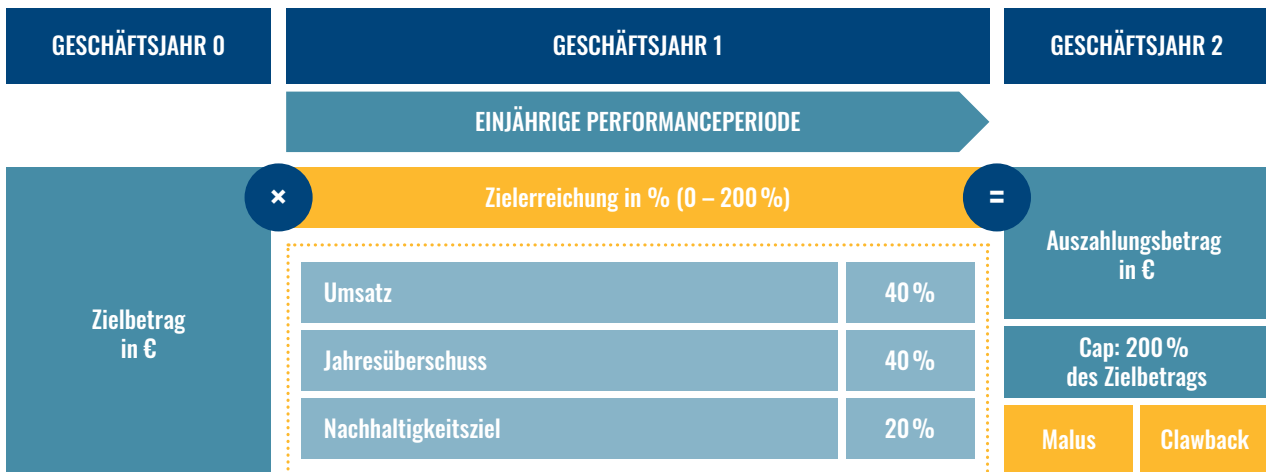 GESCHÄFTSJAHR 0
GESCHÄFTSJAHR 1
GESCHÄFTSJAHR 2
EINJÄHRIGE PERFORMANCEPERIODE
Zielbetrag
in €
×
Zielerreichung in % (0 – 200 %)
=
Umsatz 40 %
Jahresüberschuss 40 %
Nachhaltigkeitsziel 20 %
Auszahlungsbetrag
in €
Cap: 200 %
des Zielbetrags
Malus
Clawback